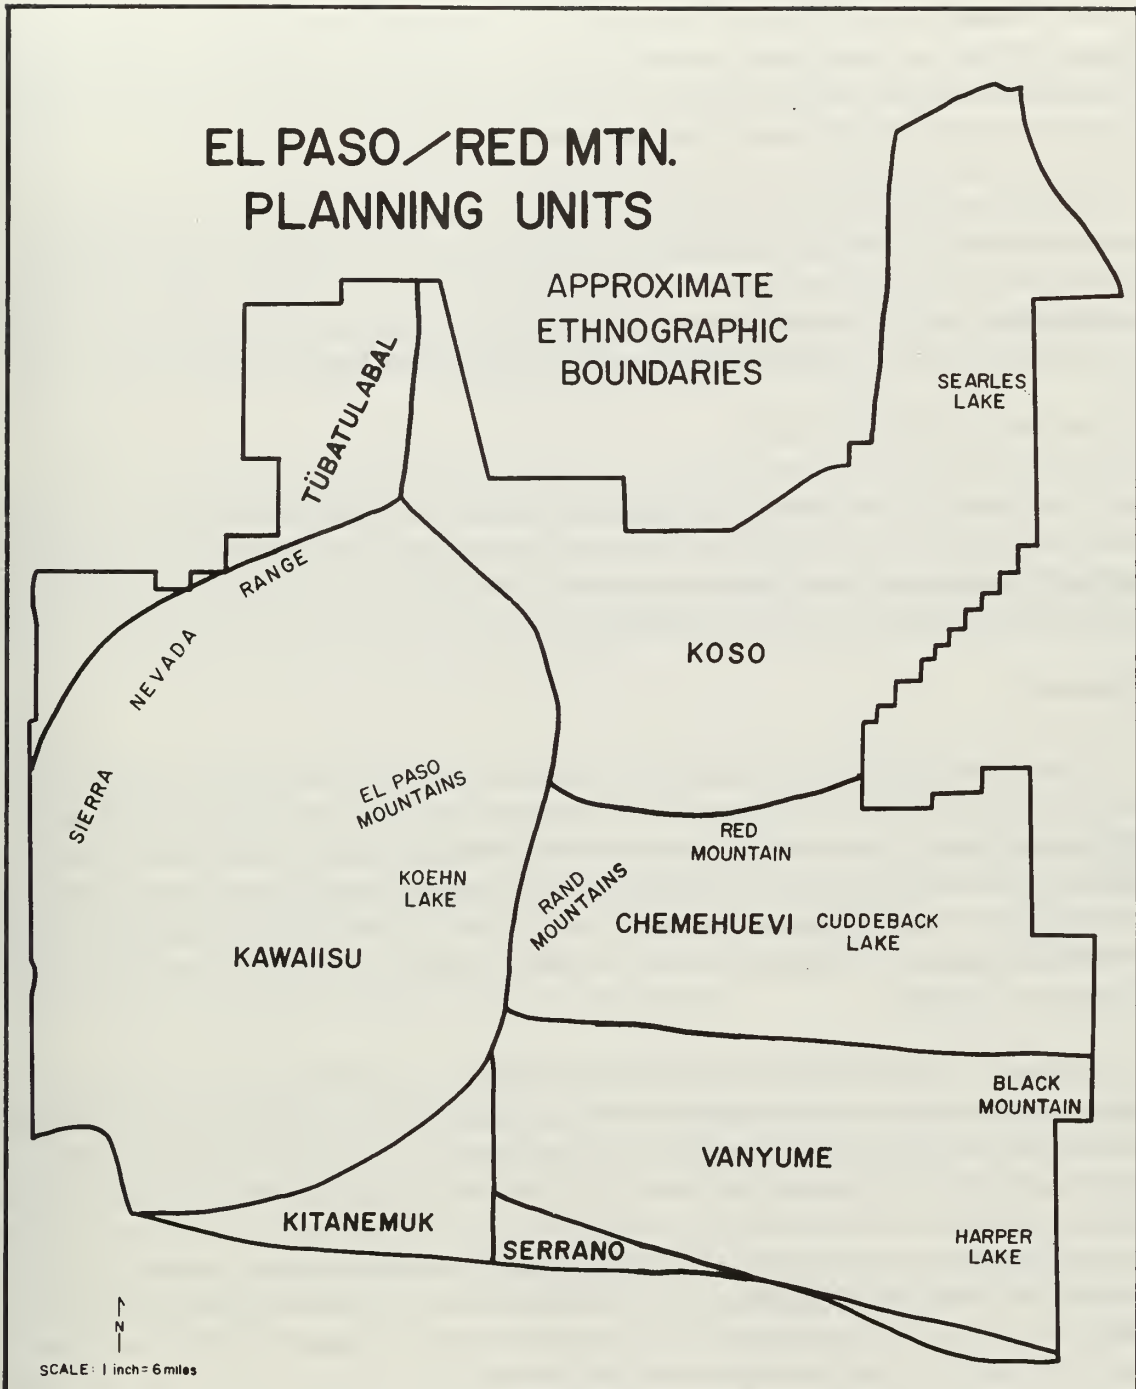 EL PASO/RED MTN.
PLANNING UNITS
APPROXIMATE
ETHNOGRAPHIC
BOUNDARIES
SEARLES
LAKE
TÜBATULABAL
RANGE
NEVADA
SIERRA
KOSO
EL PASO
MOUNTAINS
RED
MOUNTAIN
KOEHN
LAKE
RAND
MOUNTAINS
CHEMEHUEVI
CUDDEBACK
LAKE
KAWAIISU
BLACK
MOUNTAIN
VANYUME
KITANEMUK
SERRANO
HARPER
LAKE
N
SCALE: 1 inch = 6 miles